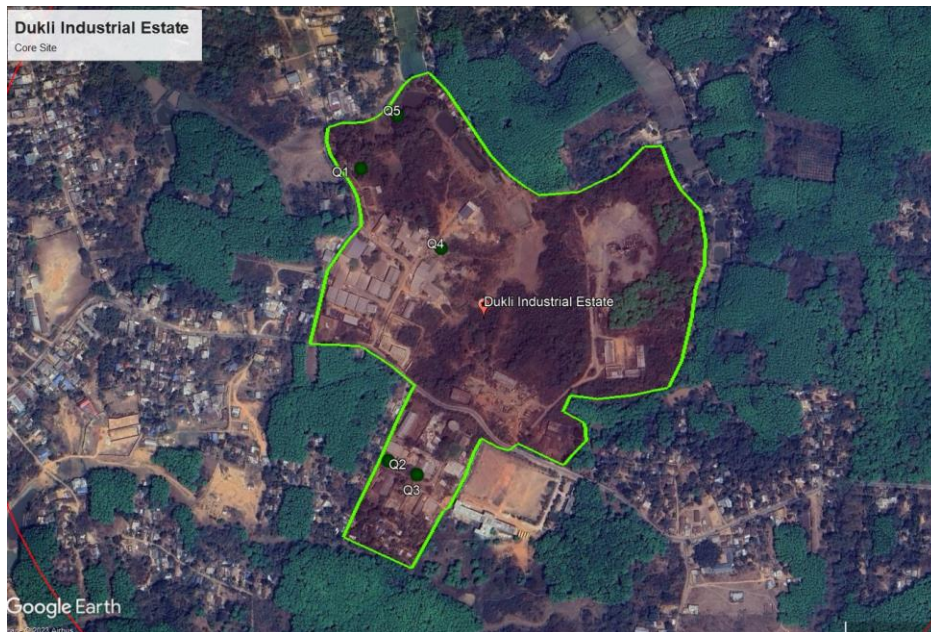 Dukli Industrial Estate
Core Site
Q5
Q1
Q4
Dukli Industrial Estate
Q2
Q3
Google Earth